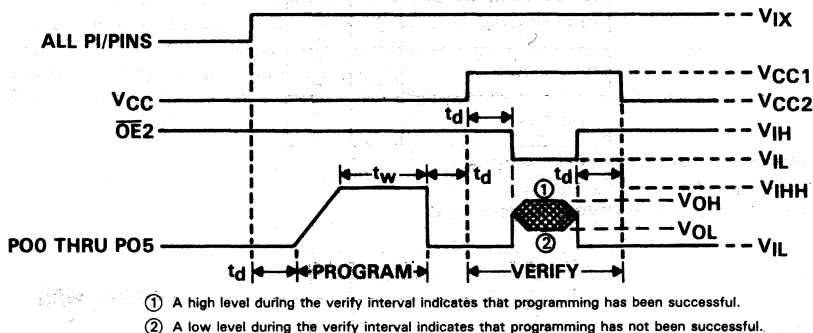 ALL PI/PINS
VIX
VCC1
VCC
VCC2
td
OE2
VIH
VIL
tw
td
td
①
VIHH
VOH
VOL
②
PO0 THRU PO5
VIL
td
PROGRAM
VERIFY
① A high level during the verify interval indicates that programming has been successful.
② A low level during the verify interval indicates that programming has not been successful.